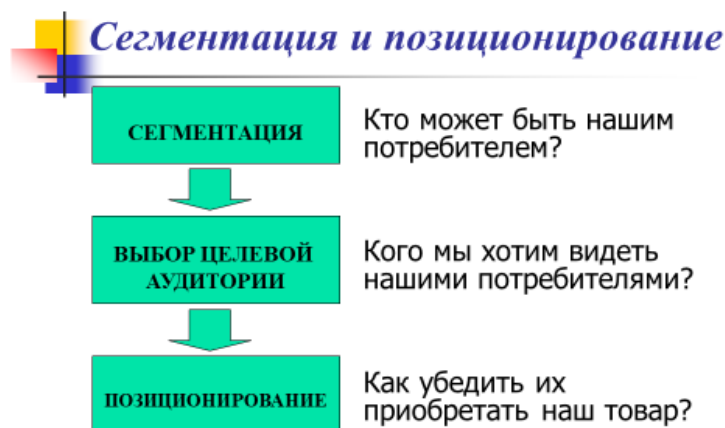 Сегментация и позиционирование
СЕГМЕНТАЦИЯ
Кто может быть нашим
потребителем?
ВЫБОР ЦЕЛЕВОЙ
АУДИТОРИИ
Кого мы хотим видеть
нашими потребителями?
ПОЗИЦИОНИРОВАНИЕ
Как убедить их
приобретать наш товар?